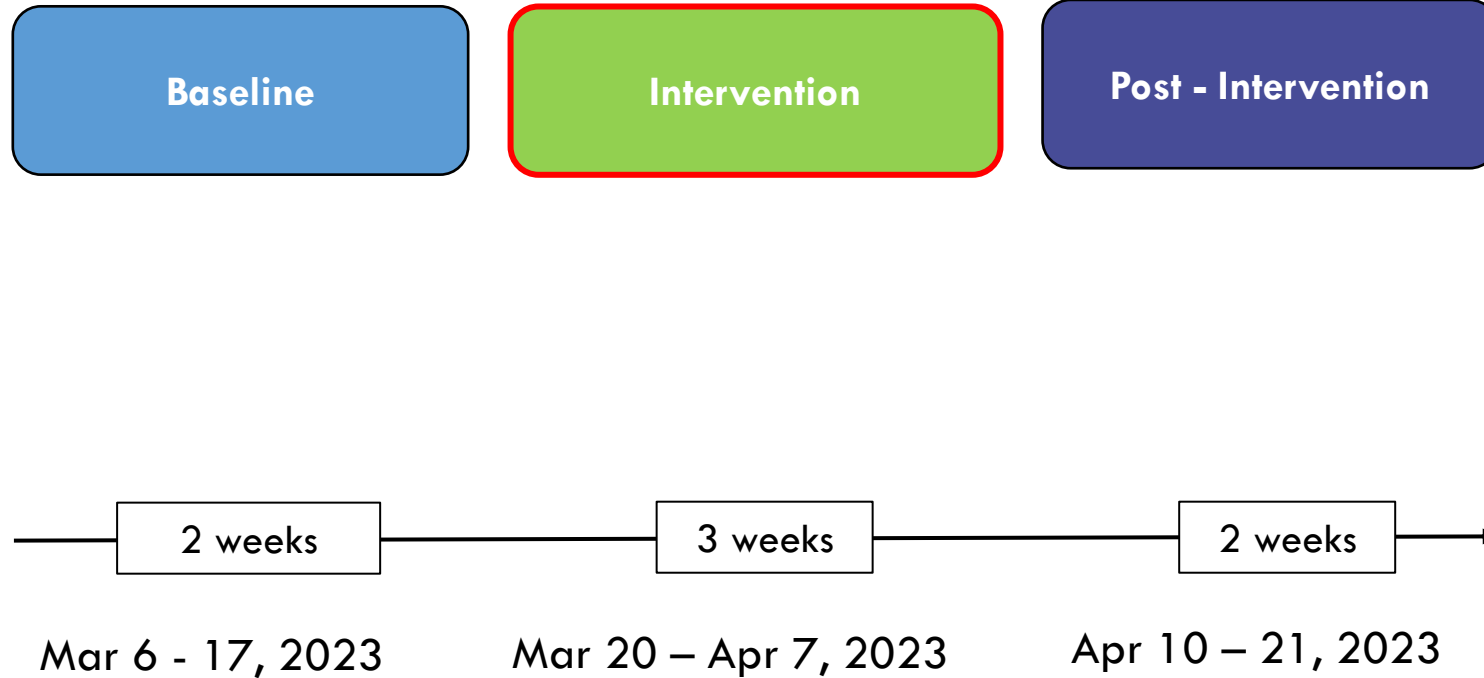 Baseline
Intervention
Post - Intervention
2 weeks
3 weeks
2 weeks
Mar 6 - 17, 2023
Mar 20 – Apr 7, 2023
Apr 10 – 21, 2023